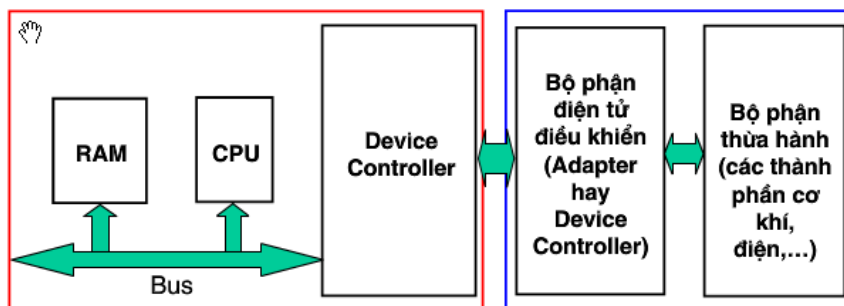 RAM
CPU
Device
Controller
Bus
Bộ phận
điện tử
điều khiển
(Adapter
hay
Device
Controller)
Bộ phận
thừa hành
(các thành
phần cơ
khí,
điện,...)